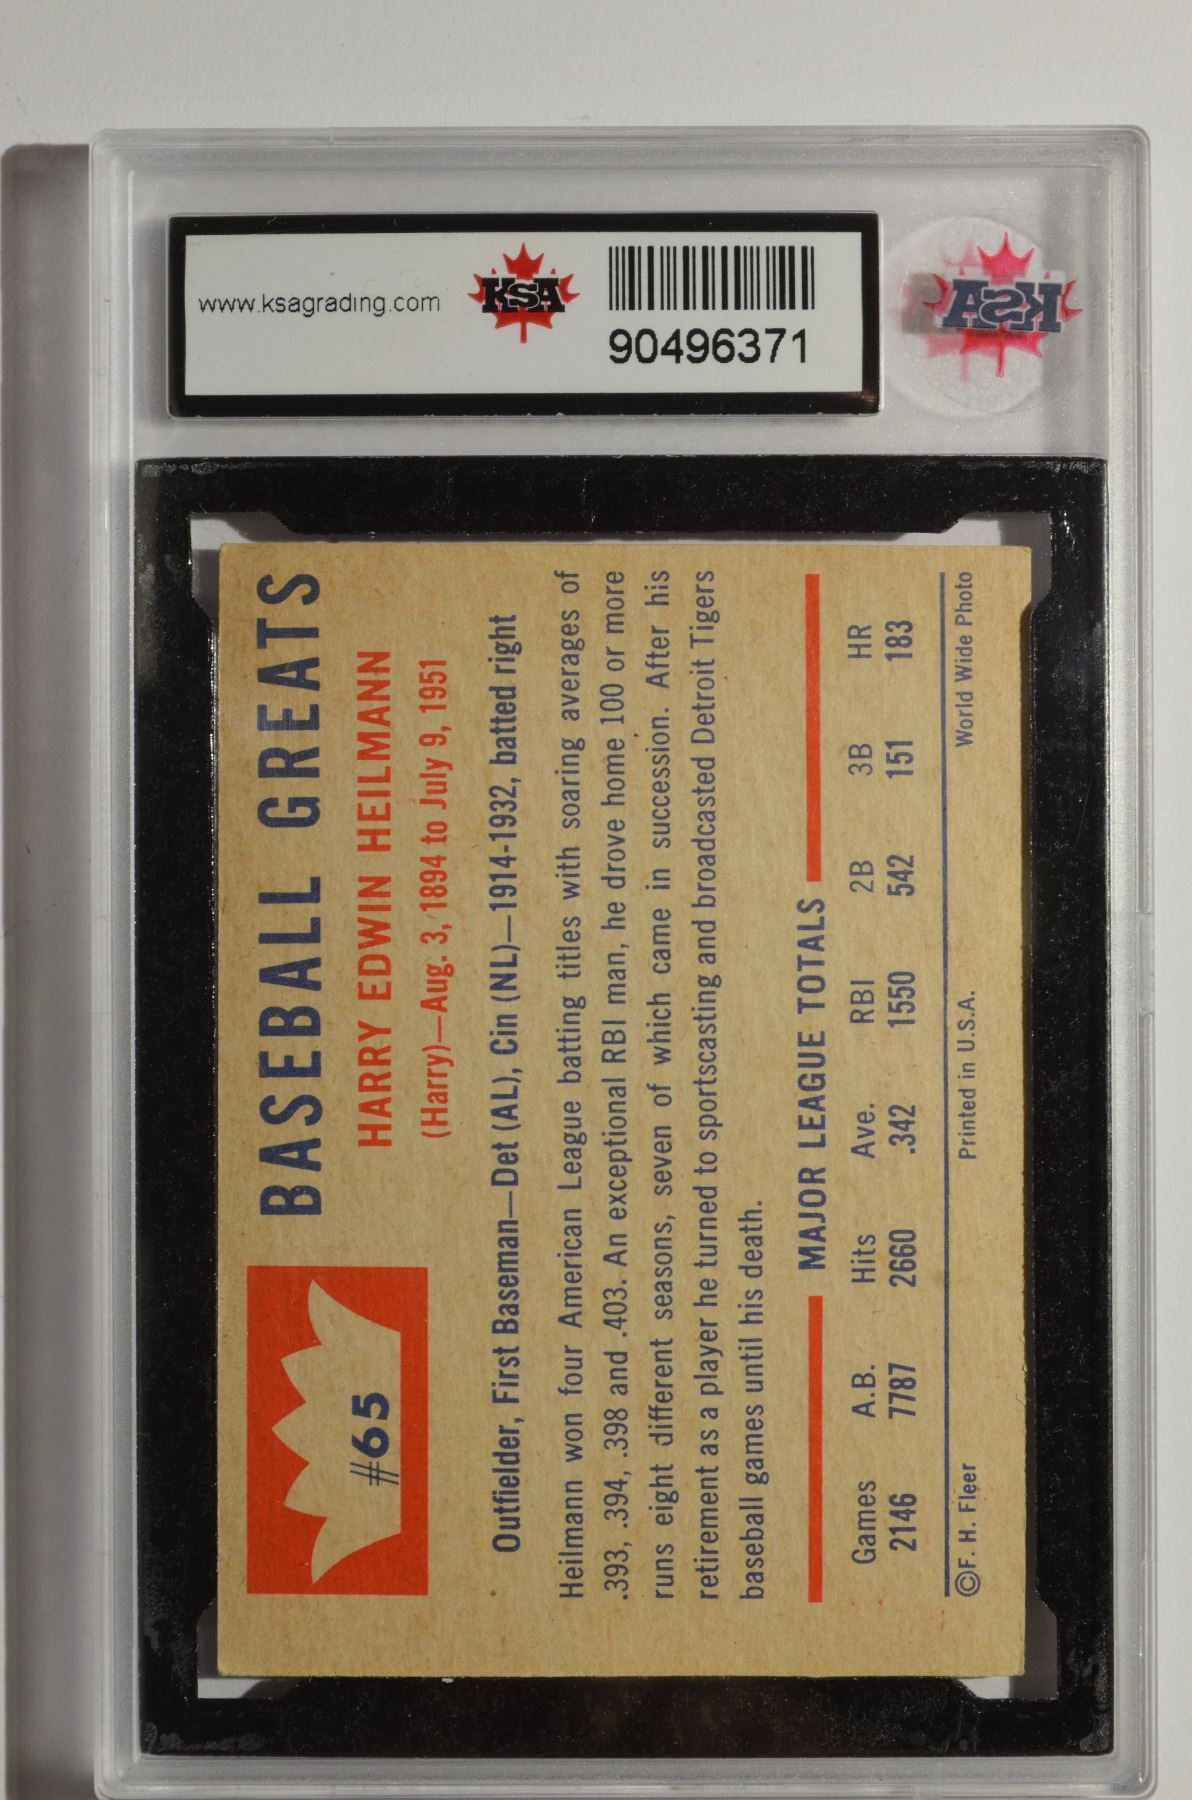 www.ksagrading.com
KSA
90496371
KSA
#65
BASEBALL GREATS
HARRY EDWIN HEILMANN
(Harry)—Aug. 3, 1894 to July 9, 1951
Outfielder, First Baseman—Det (AL), Cin (NL)—1914-1932, batted right
Heilmann won four American League batting titles with soaring averages of
.393, .394, .398 and .403. An exceptional RBI man, he drove home 100 or more
runs eight different seasons, seven of which came in succession. After his
retirement as a player he turned to sportscasting and broadcasted Detroit Tigers
baseball games until his death.
MAJOR LEAGUE TOTALS
Games A.B. Hits Ave. RBI 2B 3B HR
2146 7787 2660 .342 1550 542 151 183
©F. H. Fleer Printed in U.S.A. World Wide Photo